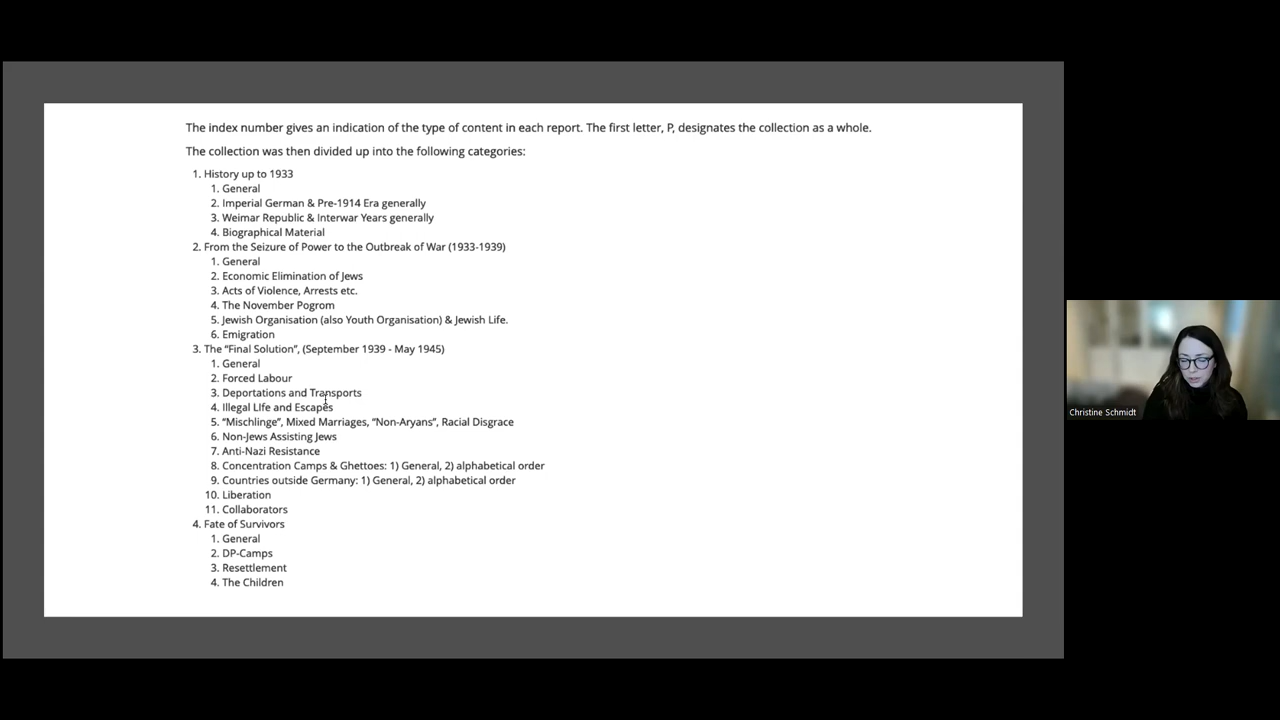 The index number gives an indication of the type of content in each report. The first letter, P, designates the collection as a whole.
The collection was then divided up into the following categories:
1. History up to 1933
1. General
2. Imperial German & Pre-1914 Era generally
3. Weimar Republic & Interwar Years generally
4. Biographical Material
2. From the Seizure of Power to the Outbreak of War (1933-1939)
1. General
2. Economic Elimination of Jews
3. Acts of Violence, Arrests etc.
4. The November Pogrom
5. Jewish Organisation (also Youth Organisation) & Jewish Life.
6. Emigration
3. The “Final Solution”, (September 1939 - May 1945)
1. General
2. Forced Labour
3. Deportations and Transports
4. Illegal LIfe and Escapes
5. “Mischlinge”, Mixed Marriages, “Non-Aryans”, Racial Disgrace
6. Non-Jews Assisting Jews
7. Anti-Nazi Resistance
8. Concentration Camps & Ghettoes: 1) General, 2) alphabetical order
9. Countries outside Germany: 1) General, 2) alphabetical order
10. Liberation
11. Collaborators
4. Fate of Survivors
1. General
2. DP-Camps
3. Resettlement
4. The Children
Christine Schmidt